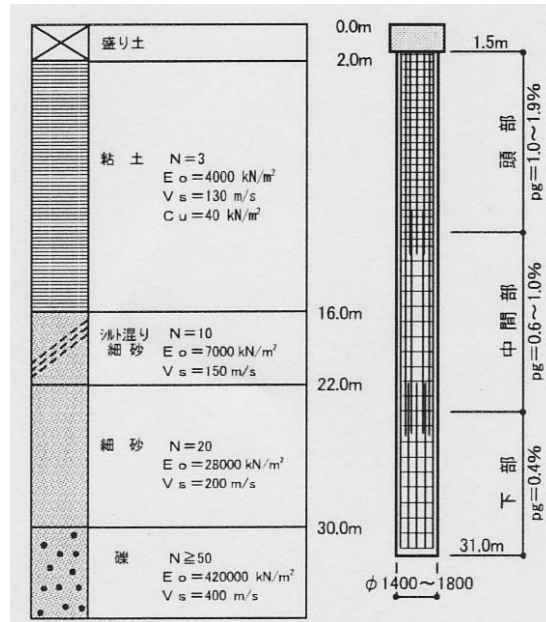 盛り土
粘土 N=3
Eo=4000 kN/m²
Vs=130 m/s
Cu=40 kN/m²
シルト混り 細砂 N=10
Eo=7000kN/m²
Vs=150 m/s
細砂 N=20
Eo=28000 kN/m²
Vs=200 m/s
礫 N≧50
Eo=420000 kN/m²
Vs=400 m/s
0.0m
2.0m
16.0m
22.0m
30.0m
1.5m
頭部
pg=1.0~1.9%
中間部
pg=0.6~1.0%
下部
pg=0.4%
31.0m
φ1400~1800